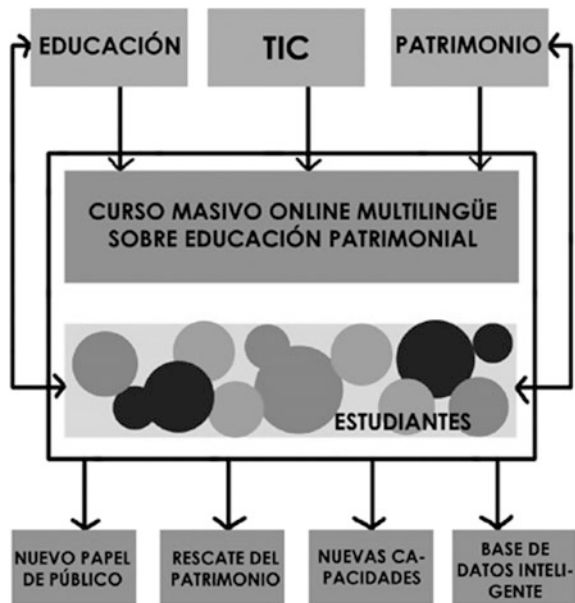 EDUCACIÓN
TIC
PATRIMONIO
CURSO MASIVO ONLINE MULTILINGÜE
SOBRE EDUCACIÓN PATRIMONIAL
ESTUDIANTES
NUEVO PAPEL
DE PÚBLICO
RESCATE DEL
PATRIMONIO
NUEVAS CA-
PACIDADES
BASE DE
DATOS INTELI-
GENTE